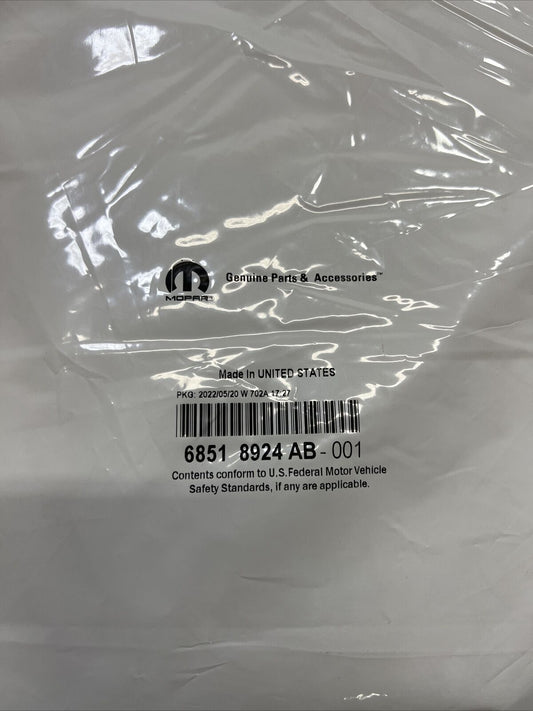 MOPAR
Genuine Parts & Accessories™
Made In UNITED STATES
PKG: 2022/05/20 W 702A 17:27
6851 8924 AB - 001
Contents conform to U.S.Federal Motor Vehicle
Safety Standards, if any are applicable.